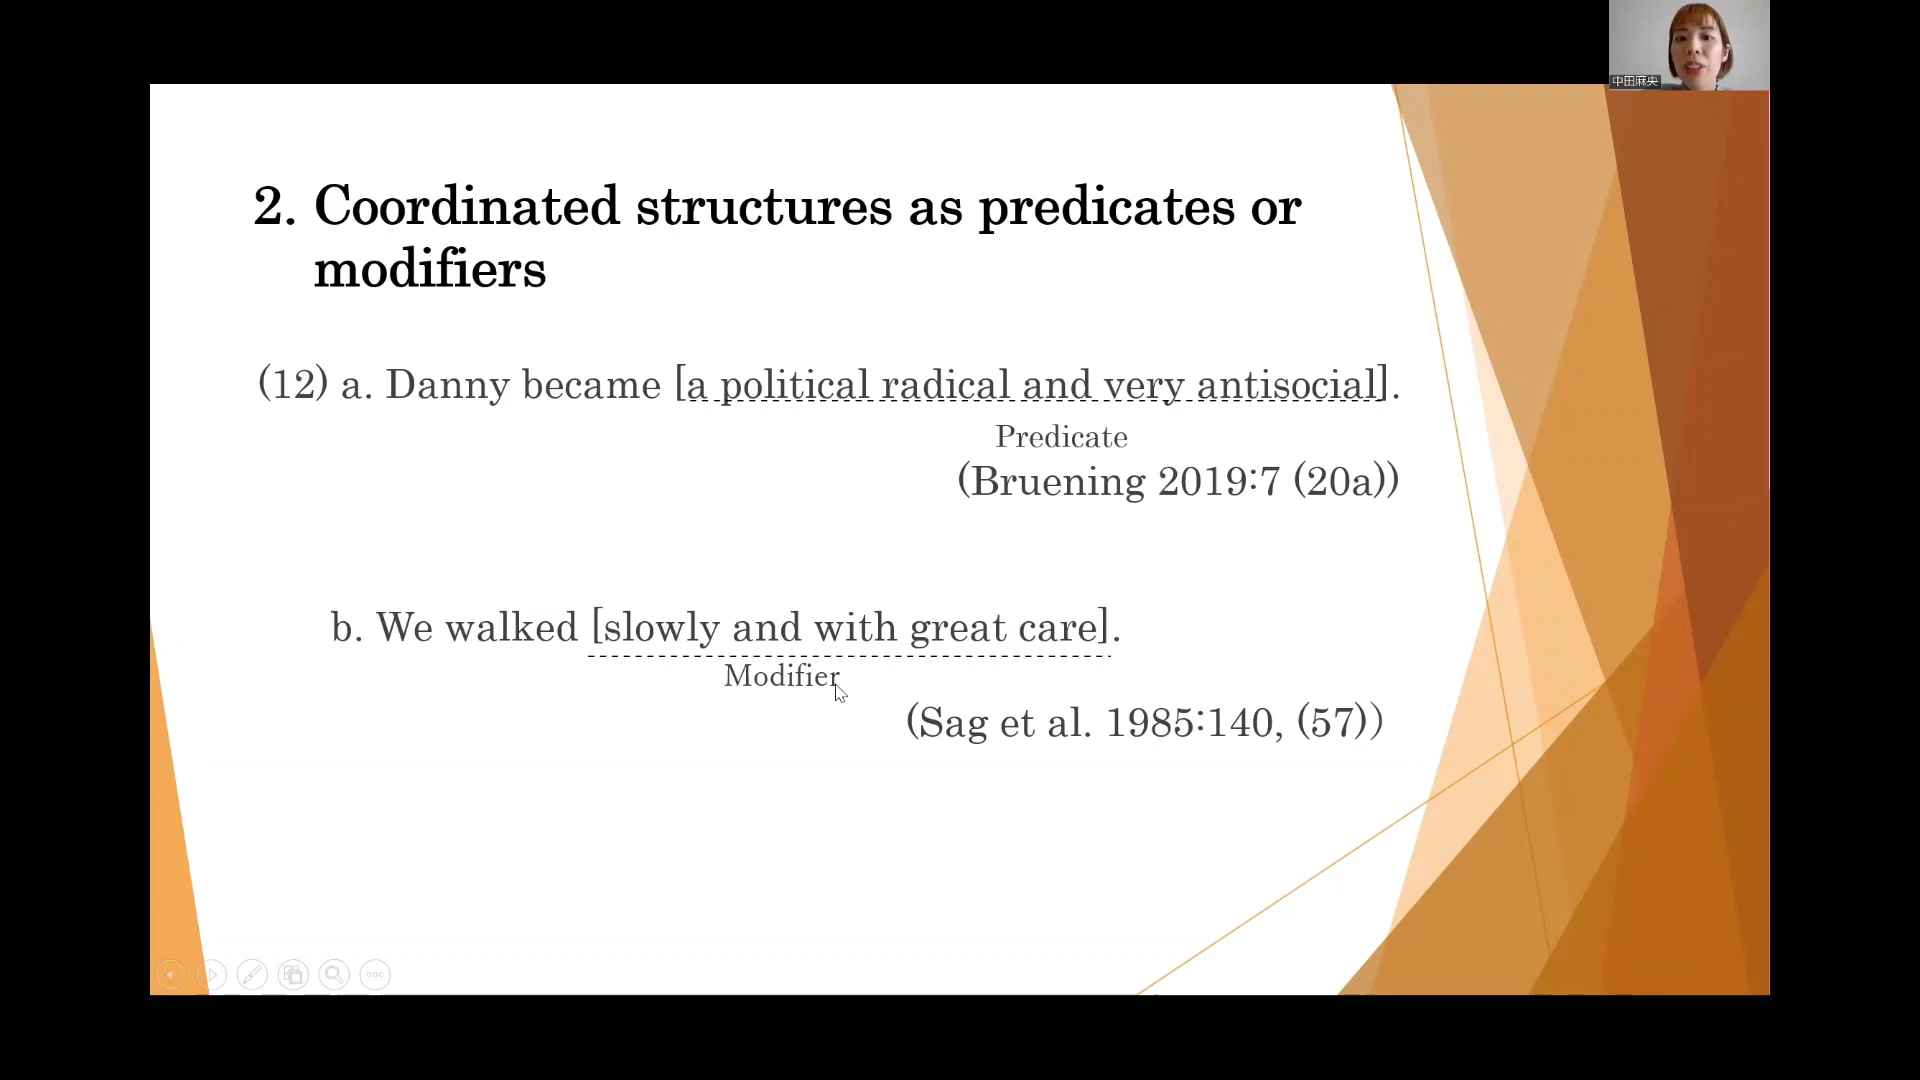 中田麻央
2. Coordinated structures as predicates or
modifiers
(12) a. Danny became [a political radical and very antisocial].
Predicate
(Bruening 2019:7 (20a))
b. We walked [slowly and with great care].
Modifier
(Sag et al. 1985:140, (57))